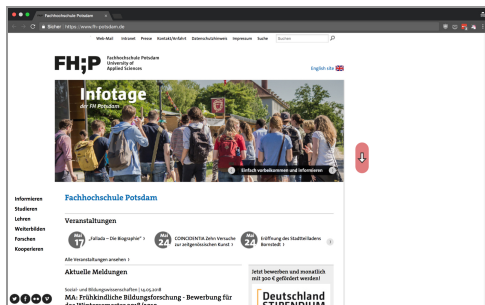 Fachhochschule Potsdam
Sicher https://www.fh-potsdam.de
Web-Mail Intranet Presse Kontakt/Anfahrt Datenschutzhinweis Impressum Suche Suchen
FH;P
Fachhochschule Potsdam
University of
Applied Sciences
English site
Infotage
der FH Potsdam
Einfach vorbeikommen und informieren
Informieren
Studieren
Lehren
Weiterbilden
Forschen
Kooperieren
Fachhochschule Potsdam
Veranstaltungen
Mai
17
„Fallada – Die Biographie“ >
Mai
24
COINCIDENTIA Zehn Versuche
zur zeitgenössischen Kunst >
Mai
24
Eröffnung des Stadtteilladens
Bornstedt >
Alle Veranstaltungen ansehen >
Aktuelle Meldungen
Sozial- und Bildungswissenschaften | 14.05.2018
MA: Frühkindliche Bildungsforschung - Bewerbung für
Jetzt bewerben und monatlich
mit 300 € gefördert werden!
Deutschland
STIPENDIUM